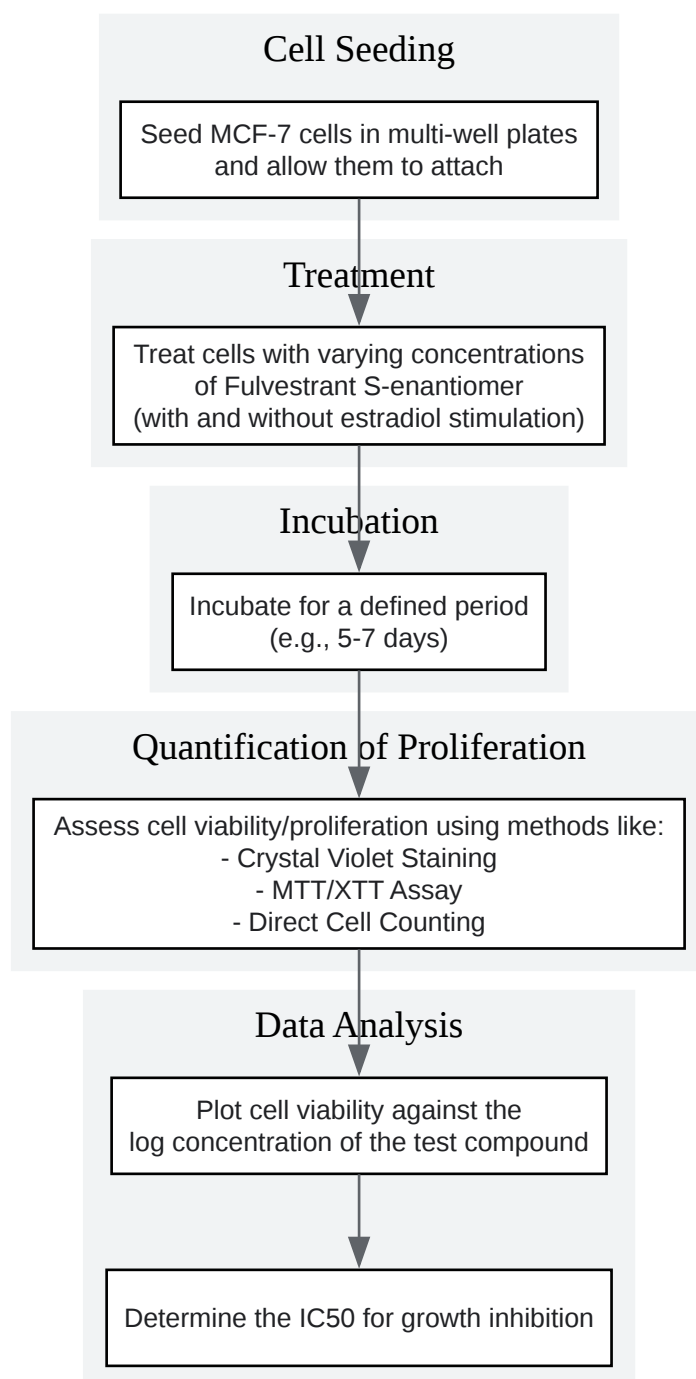 Cell Seeding
Seed MCF-7 cells in multi-well plates
and allow them to attach
Treatment
Treat cells with varying concentrations
of Fulvestrant S-enantiomer
(with and without estradiol stimulation)
Incubation
Incubate for a defined period
(e.g., 5-7 days)
Quantification of Proliferation
Assess cell viability/proliferation using methods like:
- Crystal Violet Staining
- MTT/XTT Assay
- Direct Cell Counting
Data Analysis
Plot cell viability against the
log concentration of the test compound
Determine the IC50 for growth inhibition